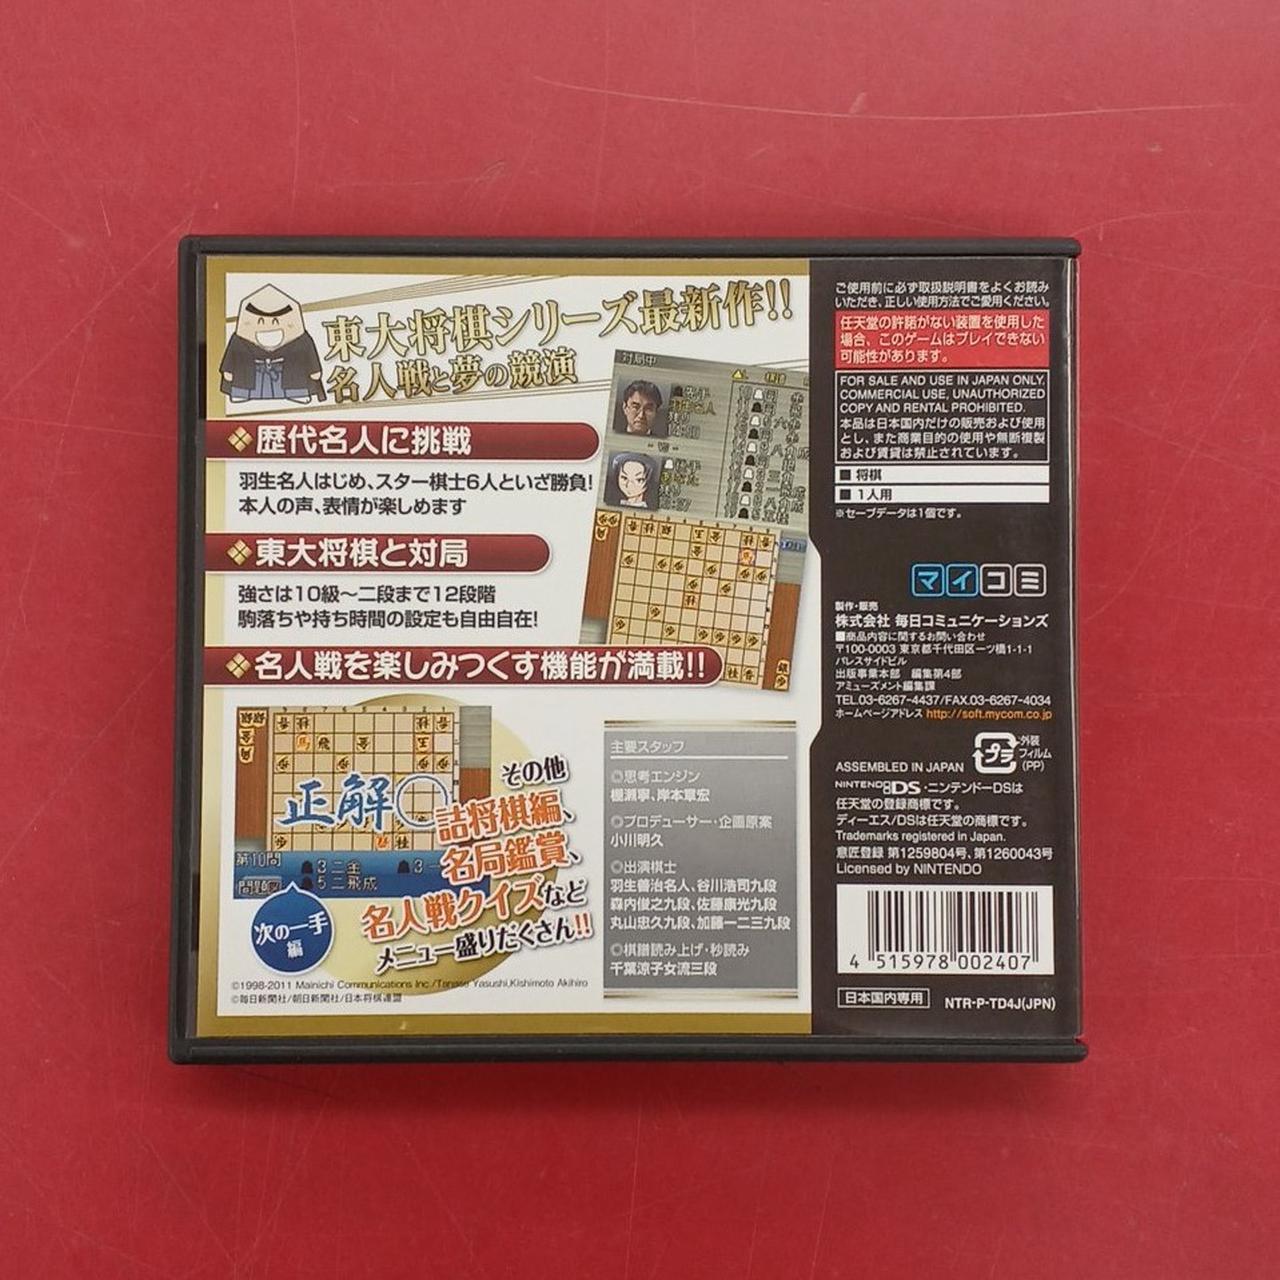 東大将棋シリーズ最新作!!
名人戦と夢の競演
歴代名人に挑戦
羽生名人はじめ、スター棋士6人といざ勝負!
本人の声、表情が楽しめます
東大将棋と対局
強さは10級〜二段まで12段階
駒落ちや持ち時間の設定も自由自在!
名人戦を楽しみつくす機能が満載!!
対局中
先手
羽生名人
残り
後手
あなた
残り
正解
第10問
3二金
5二飛成
次の一手
編
その他
詰将棋編、
名局鑑賞、
名人戦クイズなど
メニュー盛りだくさん!!
主要スタッフ
◎思考エンジン
棚瀬寧、岸本章宏
◎プロデューサー・企画原案
小川明久
◎出演棋士
羽生善治名人、谷川浩司九段
森内俊之九段、佐藤康光九段
丸山忠久九段、加藤一二三九段
◎棋譜読み上げ・秒読み
千葉涼子女流三段
©1998-2011 Mainichi Communications Inc./Tanase Yasushi,Kishimoto Akihiro
©毎日新聞社/朝日新聞社/日本将棋連盟
ご使用前に必ず取扱説明書をよくお読み
いただき、正しい使用方法でご愛用ください。
任天堂の許諾がない装置を使用した
場合、このゲームはプレイできない
可能性があります。
FOR SALE AND USE IN JAPAN ONLY.
COMMERCIAL USE, UNAUTHORIZED
COPY AND RENTAL PROHIBITED.
本品は日本国内だけの販売および使用
とし、また商業目的の使用や無断複製
および賃貸は禁止されています。
■ 将棋
■ 1人用
※セーブデータは1個です。
マイコミ
製作・販売
株式会社 毎日コミュニケーションズ
■商品内容に関するお問い合わせ
〒100-0003 東京都千代田区一ツ橋1-1-1
パレスサイドビル
出版事業本部 編集第4部
アミューズメント編集課
TEL.03-6267-4437/FAX.03-6267-4034
ホームページアドレス http://soft.mycom.co.jp
ASSEMBLED IN JAPAN
プラ
外装
フィルム
(PP)
NINTENDO DS・ニンテンドーDSは
任天堂の登録商標です。
ディーエス/DSは任天堂の商標です。
Trademarks registered in Japan.
意匠登録 第1259804号、第1260043号
Licensed by NINTENDO
4 515978 002407
日本国内専用
NTR-P-TD4J(JPN)